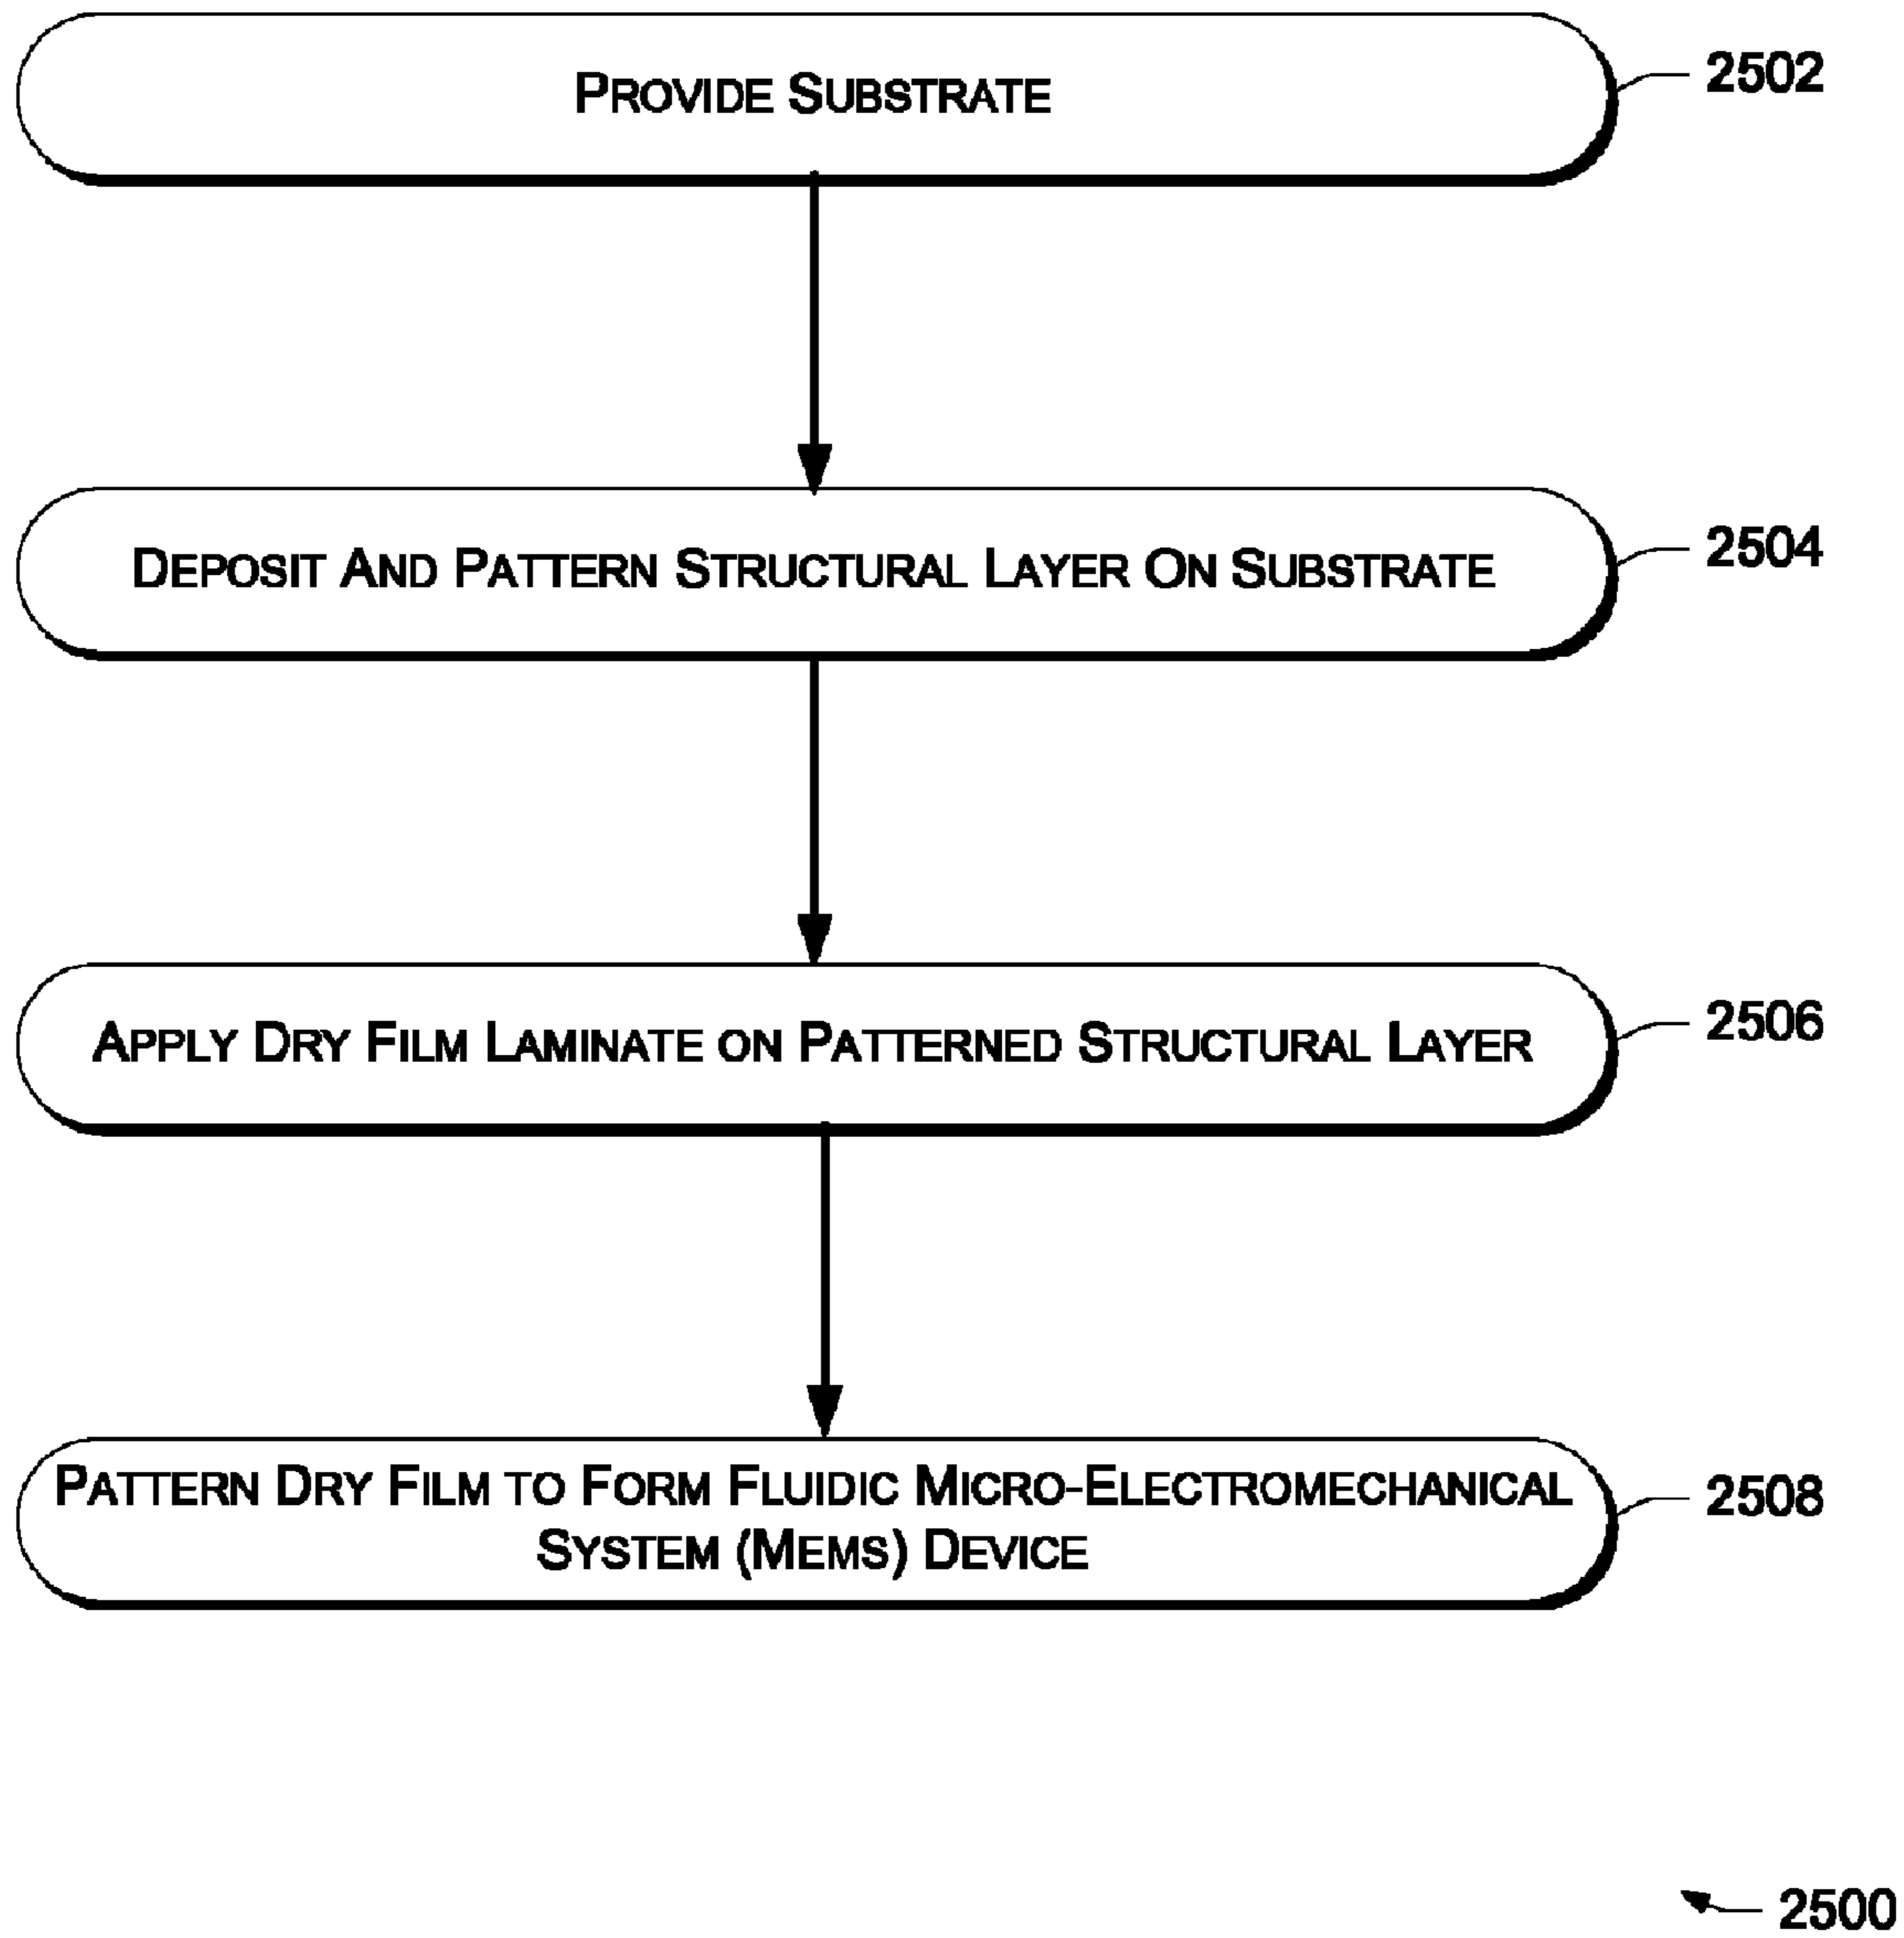 PROVIDE SUBSTRATE
2502
DEPOSIT AND PATTERN STRUCTURAL LAYER ON SUBSTRATE
2504
APPLY DRY FILM LAMINATE ON PATTERNED STRUCTURAL LAYER
2506
PATTERN DRY FILM TO FORM FLUIDIC MICRO-ELECTROMECHANICAL
SYSTEM (MEMS) DEVICE
2508
2500